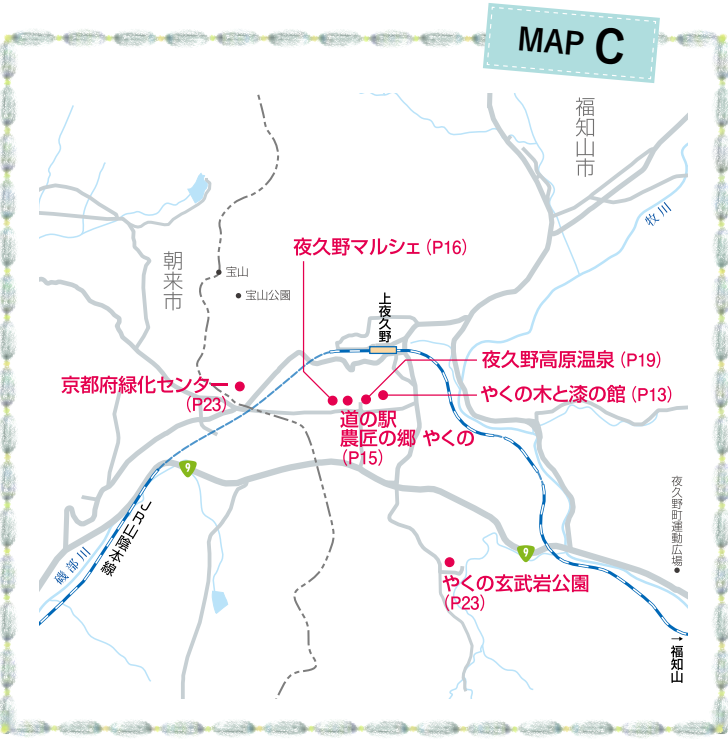 MAP C
福知山市
牧川
夜久野マルシェ（P16）
朝来市
宝山
宝山公園
上夜久野
夜久野高原温泉（P19）
京都府緑化センター
（P23）
やくの木と漆の館（P13）
道の駅
農匠の郷 やくの
（P15）
9
夜久野町運動広場
JR山陰本線
磯部川
9
やくの玄武岩公園
（P23）
→福知山